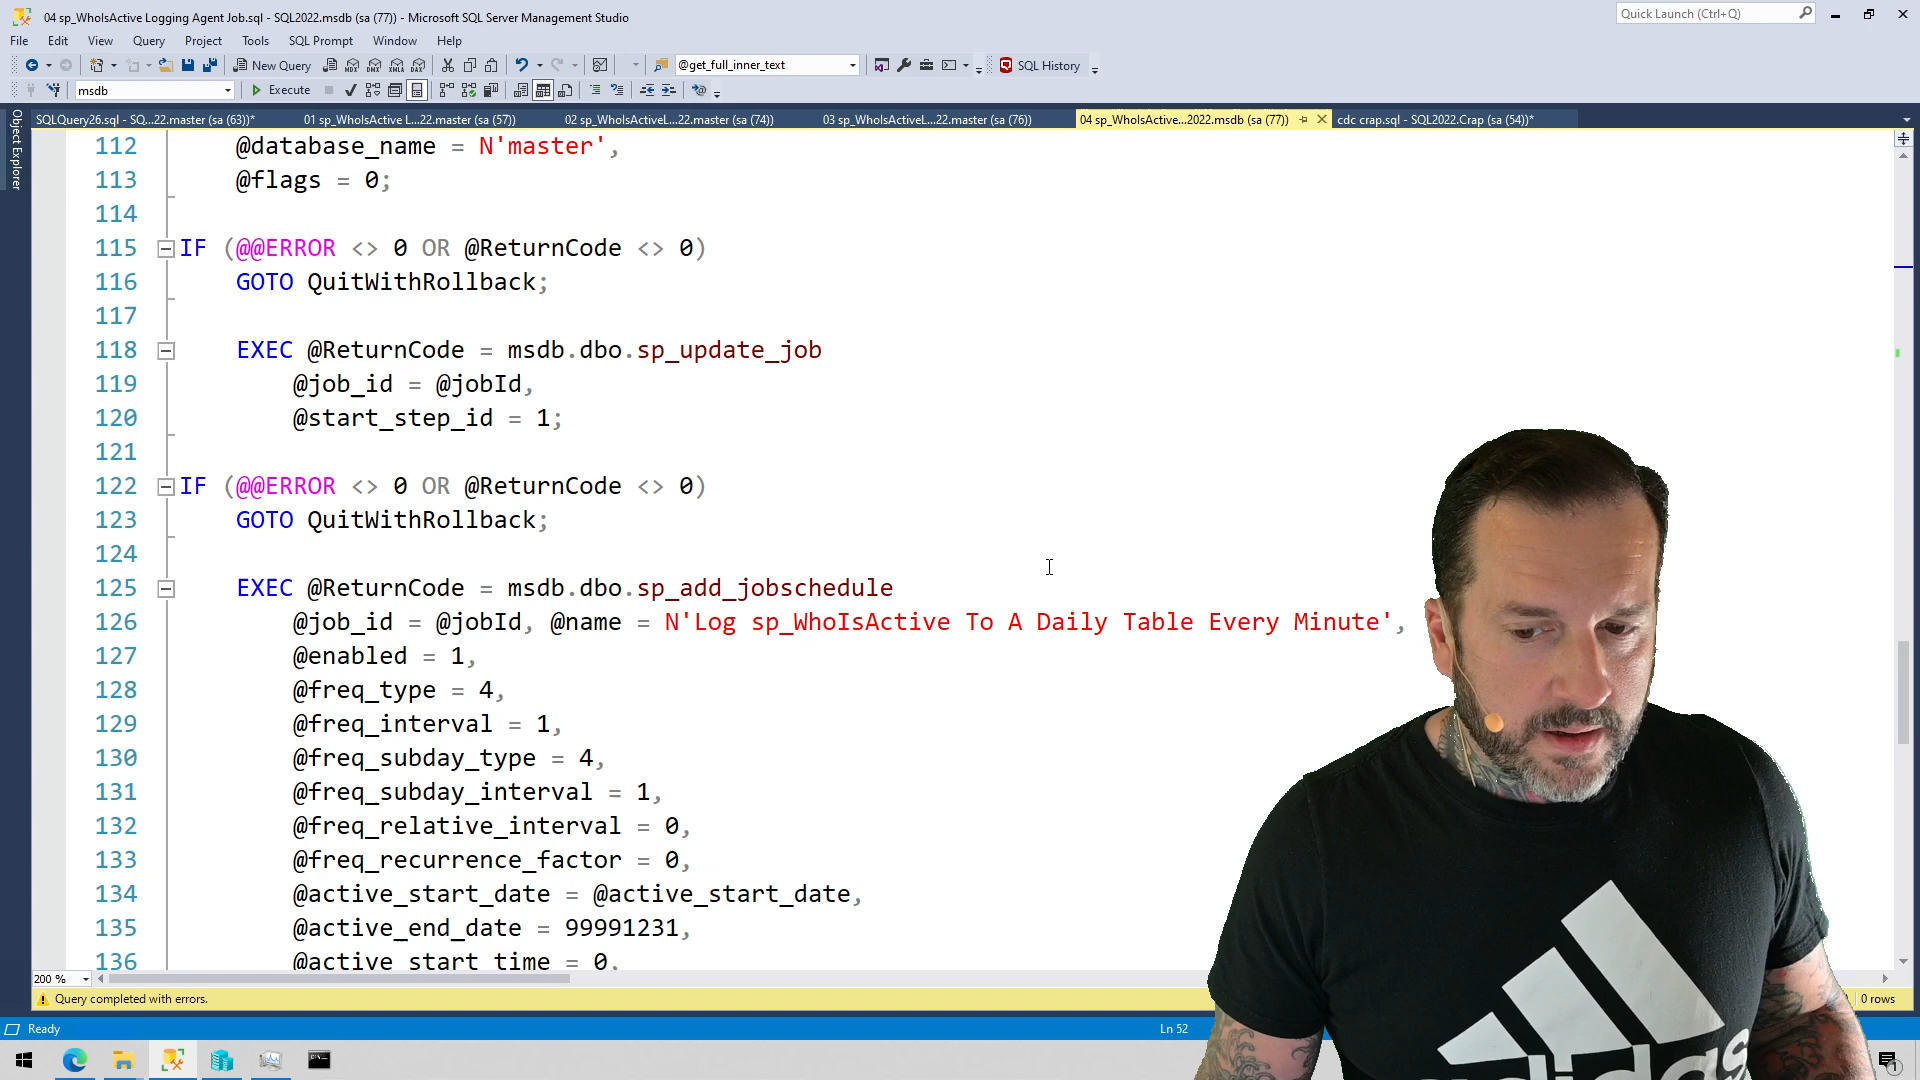 04 sp_WhoIsActive Logging Agent Job.sql - SQL2022.msdb (sa (77)) - Microsoft SQL Server Management Studio
Quick Launch (Ctrl+Q)
File Edit View Query Project Tools SQL Prompt Window Help
New Query MDX DMX XMLA DAX @get_full_inner_text SQL History
msdb Execute
SQLQuery26.sql - SQ...22.master (sa (63))* 01 sp_WhoIsActive L...22.master (sa (57)) 02 sp_WhoIsActiveL...22.master (sa (74)) 03 sp_WhoIsActiveL...22.master (sa (76)) 04 sp_WhoIsActive...2022.msdb (sa (77)) cdc crap.sql - SQL2022.Crap (sa (54))*
Object Explorer
112 @database_name = N'master',
113 @flags = 0;
114
115 IF (@@ERROR <> 0 OR @ReturnCode <> 0)
116 GOTO QuitWithRollback;
117
118 EXEC @ReturnCode = msdb.dbo.sp_update_job
119 @job_id = @jobId,
120 @start_step_id = 1;
121
122 IF (@@ERROR <> 0 OR @ReturnCode <> 0)
123 GOTO QuitWithRollback;
124
125 EXEC @ReturnCode = msdb.dbo.sp_add_jobschedule
126 @job_id = @jobId, @name = N'Log sp_WhoIsActive To A Daily Table Every Minute',
127 @enabled = 1,
128 @freq_type = 4,
129 @freq_interval = 1,
130 @freq_subday_type = 4,
131 @freq_subday_interval = 1,
132 @freq_relative_interval = 0,
133 @freq_recurrence_factor = 0,
134 @active_start_date = @active_start_date,
135 @active_end_date = 99991231,
136 @active_start_time = 0,
200 %
Query completed with errors. 0 rows
Ready Ln 52
adidas
1